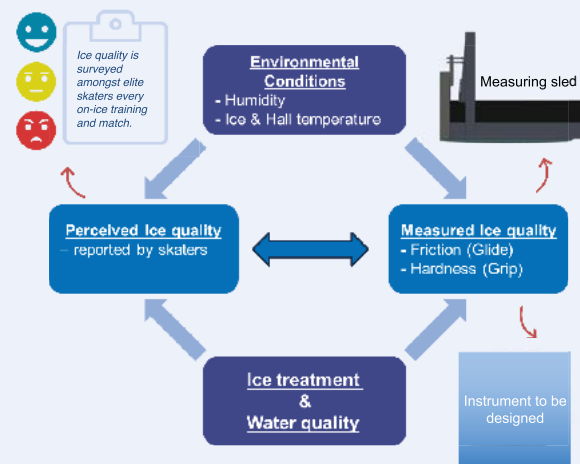 Ice quality is
surveyed
amongst elite
skaters every
on-ice training
and match.
Environmental
Conditions
- Humidity
- Ice & Hall temperature
Measuring sled
Perceived Ice quality
– reported by skaters
Measured Ice quality
- Friction (Glide)
- Hardness (Grip)
Ice treatment
&
Water quality
Instrument to be
designed